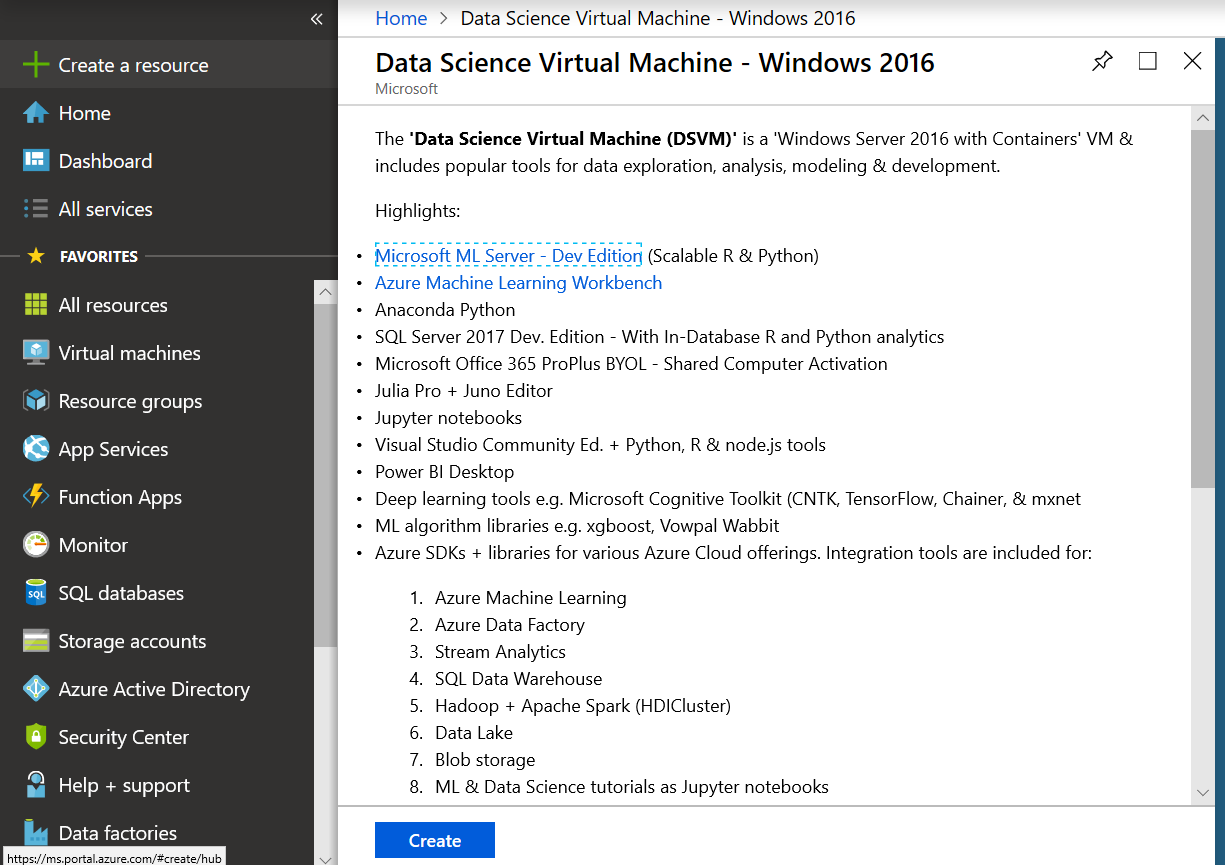 «
Create a resource
Home
Dashboard
All services
FAVORITES
All resources
Virtual machines
Resource groups
App Services
Function Apps
Monitor
SQL
SQL databases
Storage accounts
Azure Active Directory
Security Center
Help + support
Data factories
https://ms.portal.azure.com/#create/hub
Home > Data Science Virtual Machine - Windows 2016
Data Science Virtual Machine - Windows 2016
Microsoft
The 'Data Science Virtual Machine (DSVM)' is a 'Windows Server 2016 with Containers' VM &
includes popular tools for data exploration, analysis, modeling & development.
Highlights:
• Microsoft ML Server - Dev Edition (Scalable R & Python)
• Azure Machine Learning Workbench
• Anaconda Python
• SQL Server 2017 Dev. Edition - With In-Database R and Python analytics
• Microsoft Office 365 ProPlus BYOL - Shared Computer Activation
• Julia Pro + Juno Editor
• Jupyter notebooks
• Visual Studio Community Ed. + Python, R & node.js tools
• Power BI Desktop
• Deep learning tools e.g. Microsoft Cognitive Toolkit (CNTK, TensorFlow, Chainer, & mxnet
• ML algorithm libraries e.g. xgboost, Vowpal Wabbit
• Azure SDKs + libraries for various Azure Cloud offerings. Integration tools are included for:
1. Azure Machine Learning
2. Azure Data Factory
3. Stream Analytics
4. SQL Data Warehouse
5. Hadoop + Apache Spark (HDICluster)
6. Data Lake
7. Blob storage
8. ML & Data Science tutorials as Jupyter notebooks
Create